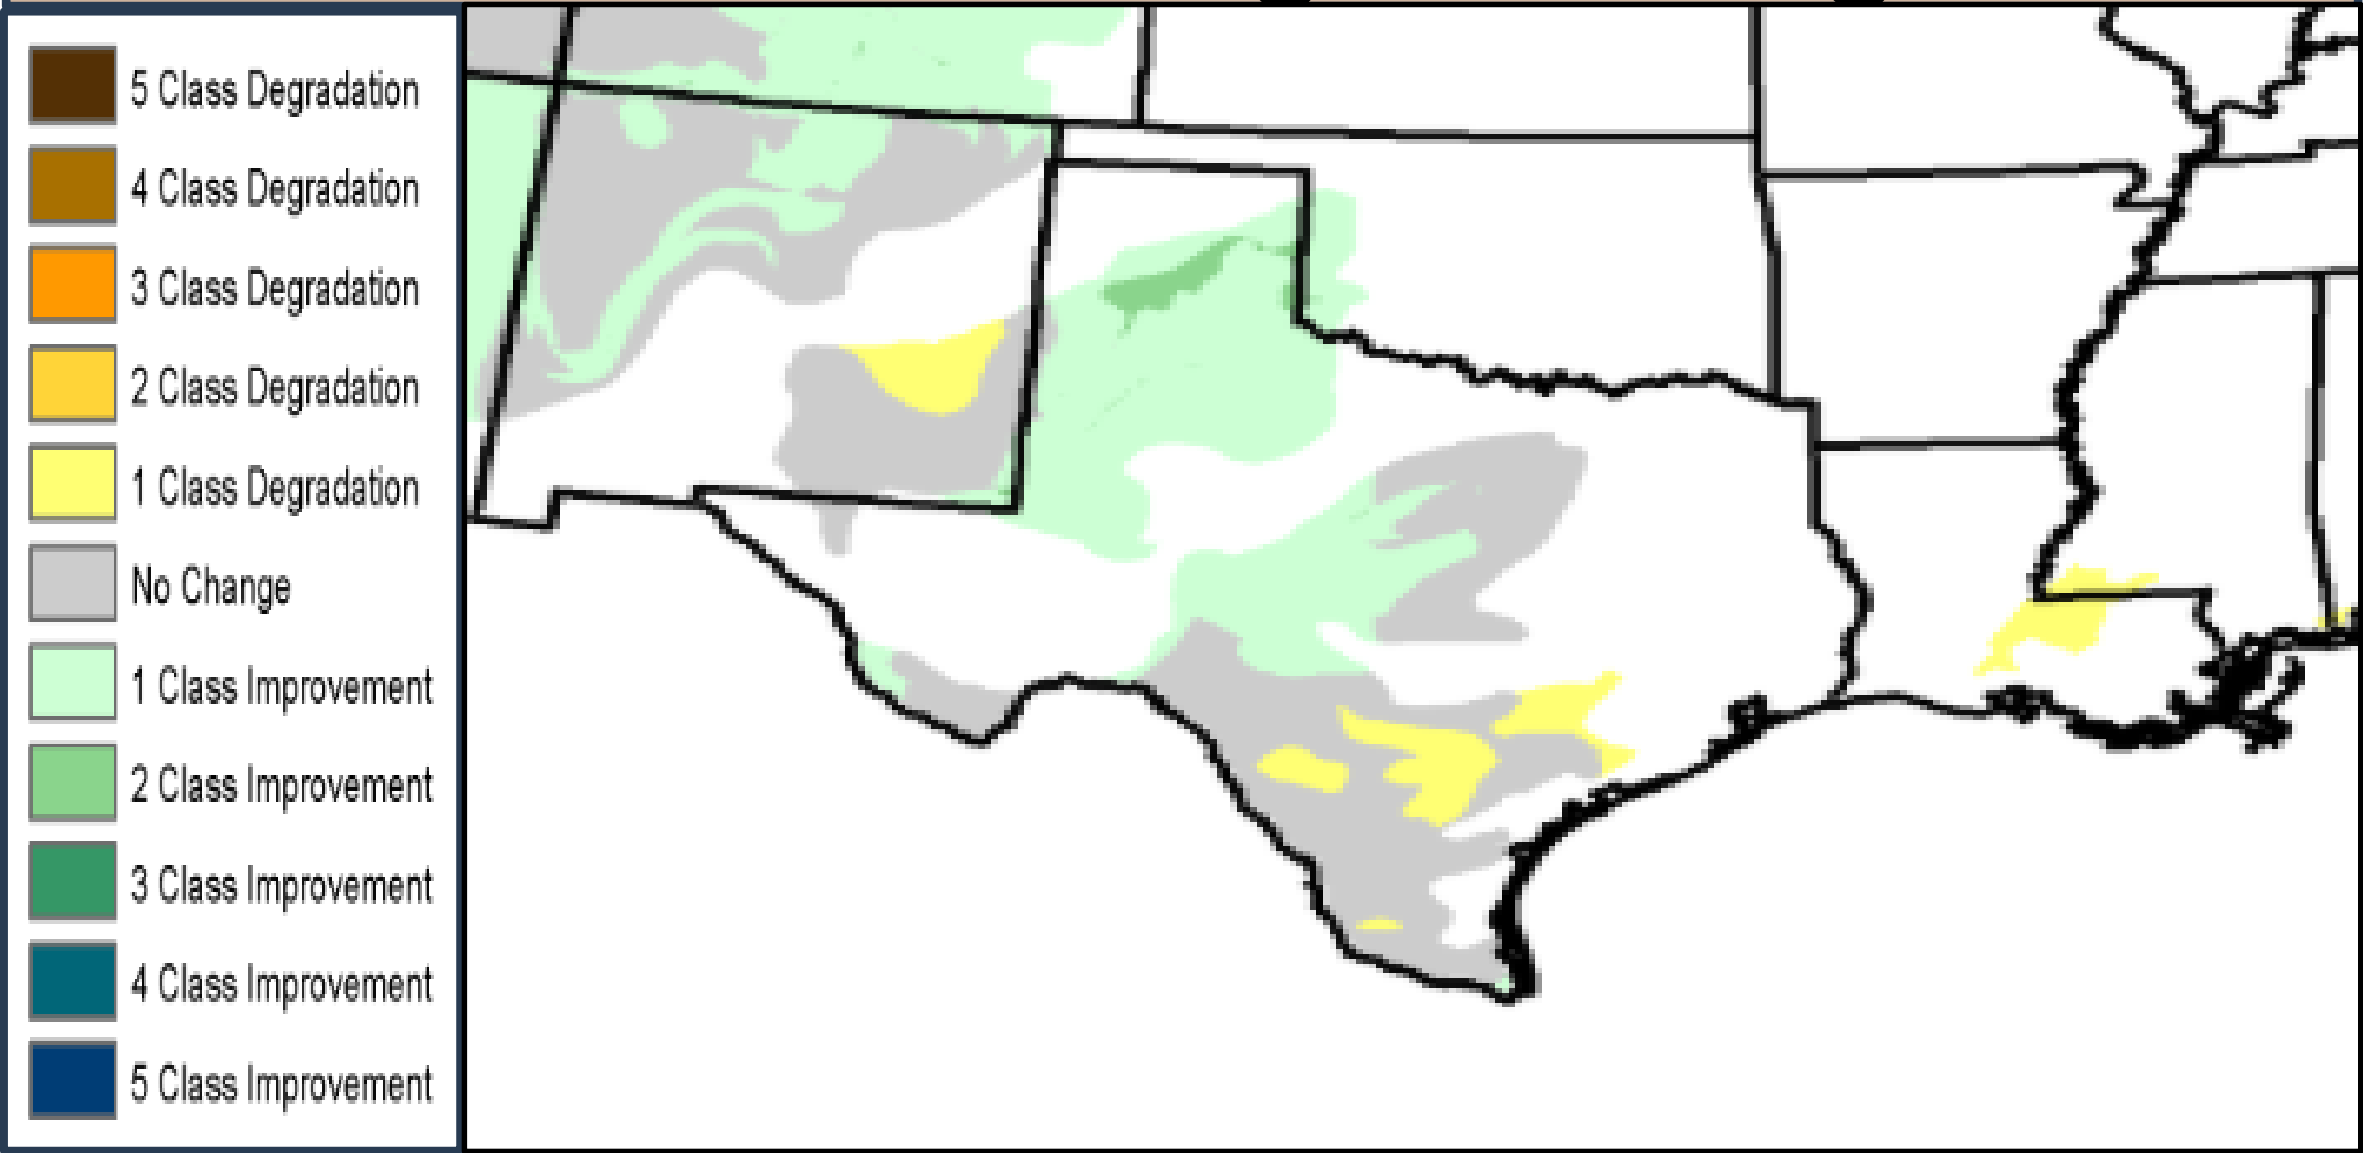 5 Class Degradation
4 Class Degradation
3 Class Degradation
2 Class Degradation
1 Class Degradation
No Change
1 Class Improvement
2 Class Improvement
3 Class Improvement
4 Class Improvement
5 Class Improvement